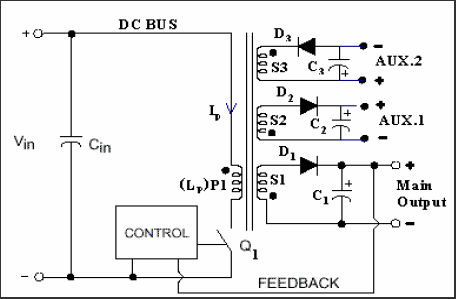 DC BUS
+
Vin
Cin
−
Ip
(Lp)P1
CONTROL
Q1
FEEDBACK
D3
S3
C3
+
−
AUX.2
+
D2
S2
C2
+
+
AUX.1
−
D1
S1
C1
+
+
Main
Output
−